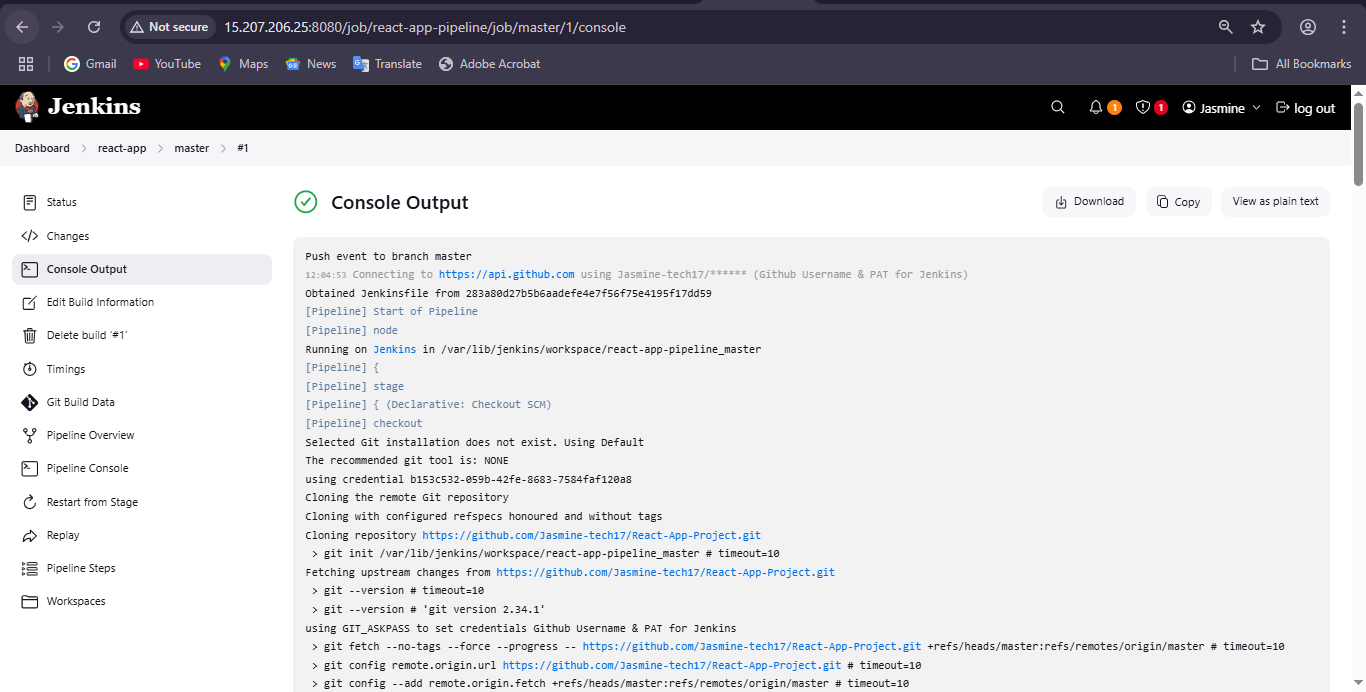 Not secure 15.207.206.25:8080/job/react-app-pipeline/job/master/1/console
Gmail YouTube Maps News Translate Adobe Acrobat All Bookmarks
Jenkins 1 1 Jasmine log out
Dashboard react-app master #1
Status
Changes
Console Output
Edit Build Information
Delete build ‘#1’
Timings
Git Build Data
Pipeline Overview
Pipeline Console
Restart from Stage
Replay
Pipeline Steps
Workspaces
Console Output Download Copy View as plain text
Push event to branch master
12:04:53 Connecting to https://api.github.com using Jasmine-tech17/****** (Github Username & PAT for Jenkins)
Obtained Jenkinsfile from 283a80d27b5b6aadefe4e7f56f75e4195f17dd59
[Pipeline] Start of Pipeline
[Pipeline] node
Running on Jenkins in /var/lib/jenkins/workspace/react-app-pipeline_master
[Pipeline] {
[Pipeline] stage
[Pipeline] { (Declarative: Checkout SCM)
[Pipeline] checkout
Selected Git installation does not exist. Using Default
The recommended git tool is: NONE
using credential b153c532-059b-42fe-8683-7584faf120a8
Cloning the remote Git repository
Cloning with configured refspecs honoured and without tags
Cloning repository https://github.com/Jasmine-tech17/React-App-Project.git
> git init /var/lib/jenkins/workspace/react-app-pipeline_master # timeout=10
Fetching upstream changes from https://github.com/Jasmine-tech17/React-App-Project.git
> git --version # timeout=10
> git --version # 'git version 2.34.1'
using GIT_ASKPASS to set credentials Github Username & PAT for Jenkins
> git fetch --no-tags --force --progress -- https://github.com/Jasmine-tech17/React-App-Project.git +refs/heads/master:refs/remotes/origin/master # timeout=10
> git config remote.origin.url https://github.com/Jasmine-tech17/React-App-Project.git # timeout=10
> git config --add remote.origin.fetch +refs/heads/master:refs/remotes/origin/master # timeout=10